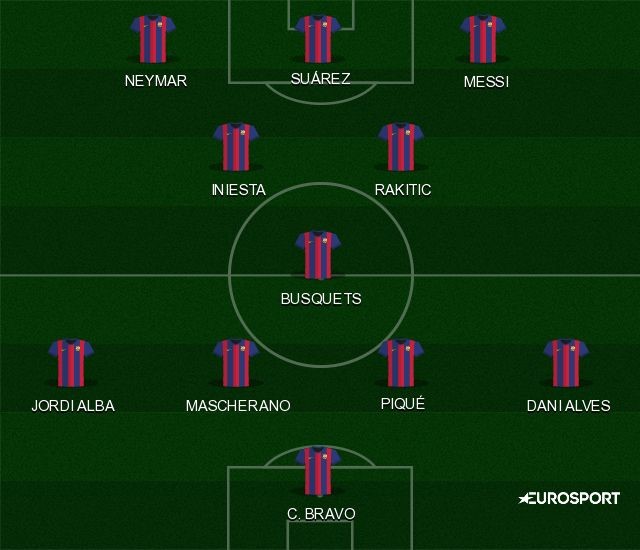 NEYMAR
SUÁREZ
MESSI
INIESTA
RAKITIC
BUSQUETS
JORDI ALBA
MASCHERANO
PIQUÉ
DANI ALVES
EUROSPORT
C. BRAVO